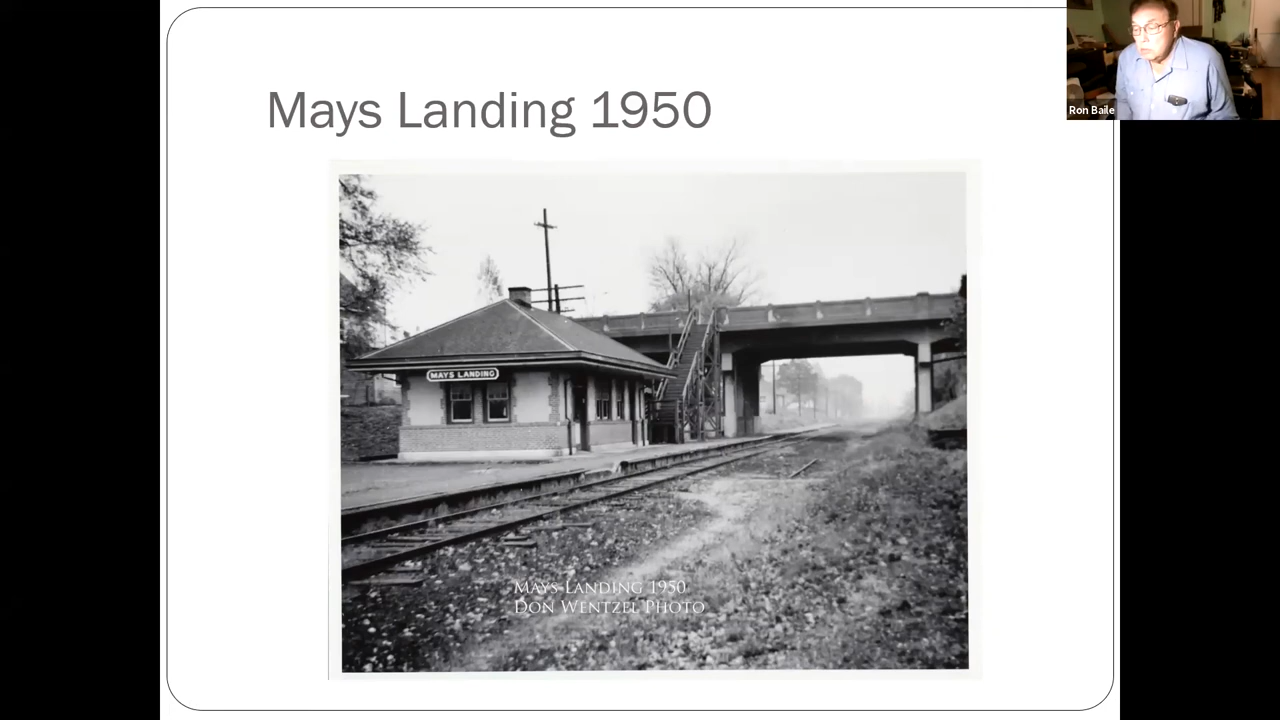 Mays Landing 1950
Ron Baile
MAYS LANDING
MAYS LANDING 1950
DON WENTZEL PHOTO